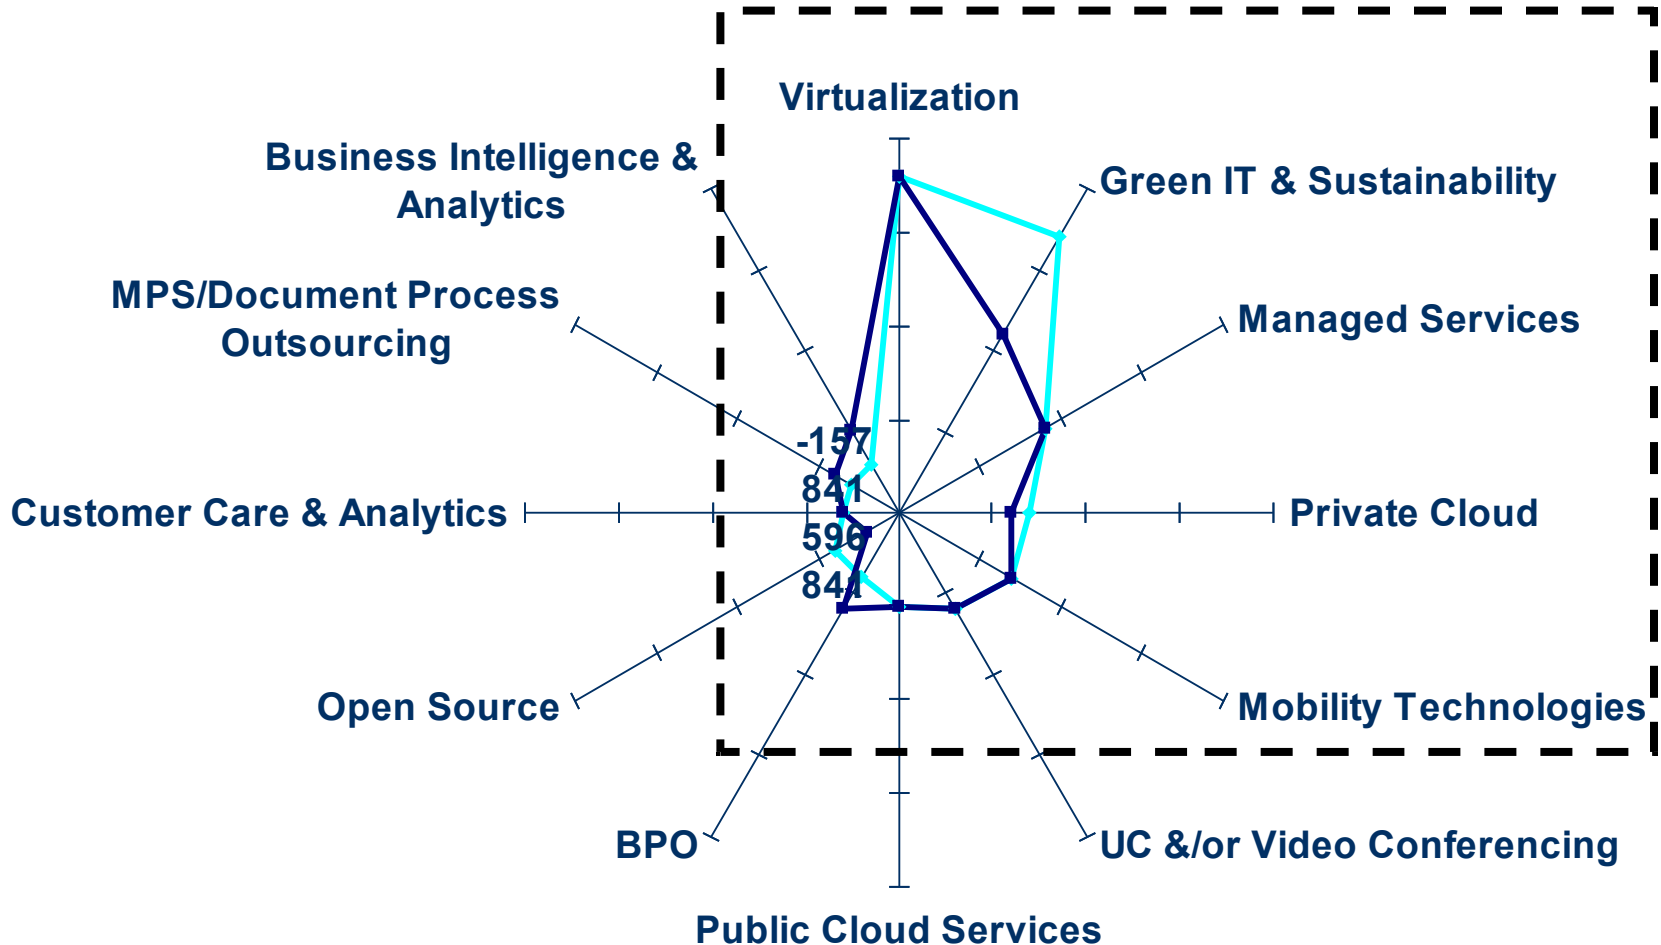 Virtualization
Business Intelligence &
Analytics
Green IT & Sustainability
MPS/Document Process
Outsourcing
Managed Services
-157
841
Customer Care & Analytics
Private Cloud
596
841
Open Source
Mobility Technologies
BPO
UC &/or Video Conferencing
Public Cloud Services